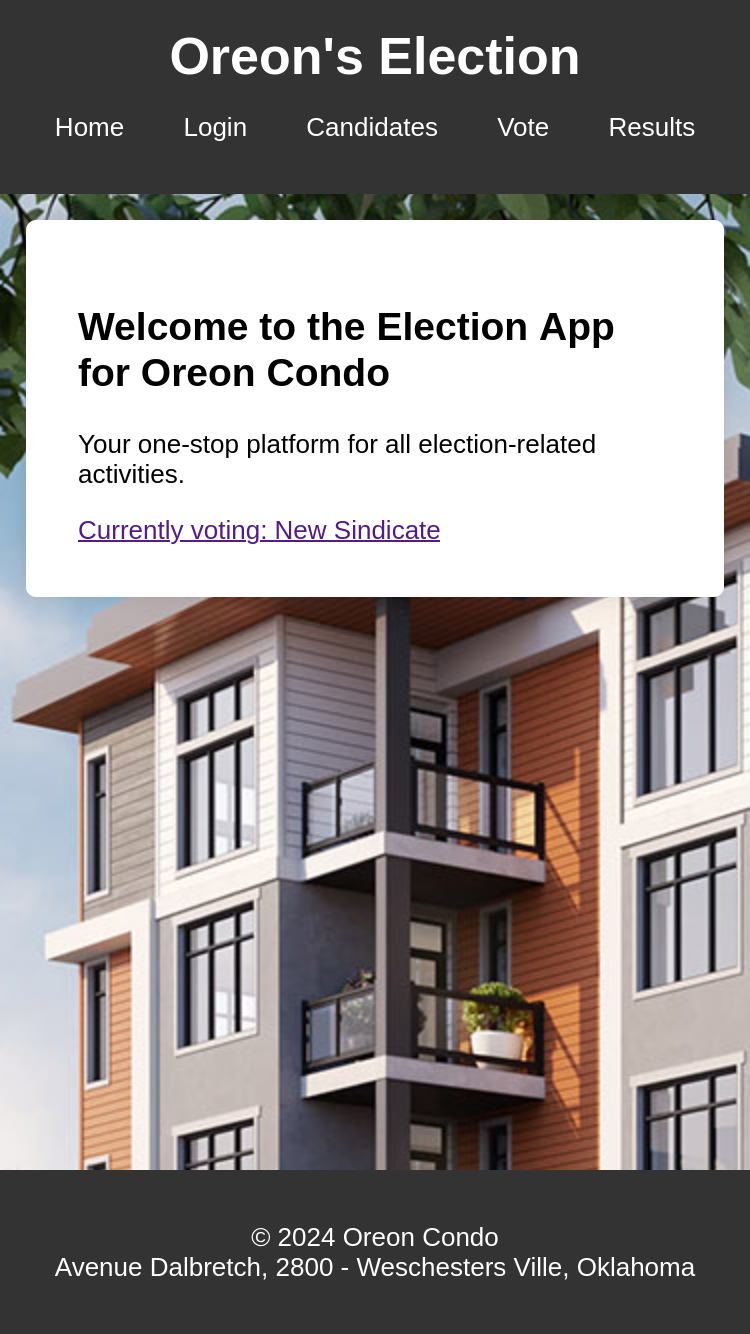 Oreon's Election
Home Login Candidates Vote Results
Welcome to the Election App
for Oreon Condo
Your one-stop platform for all election-related
activities.
Currently voting: New Sindicate
© 2024 Oreon Condo
Avenue Dalbretch, 2800 - Weschesters Ville, Oklahoma